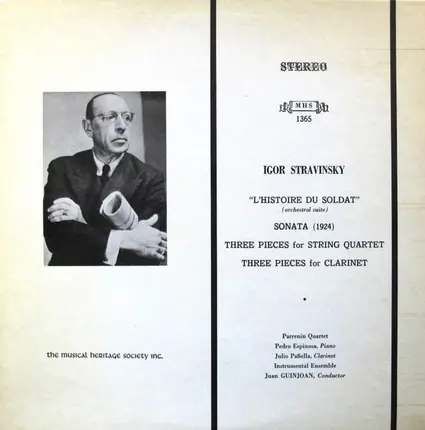 STEREO
MHS
1365
IGOR STRAVINSKY
"L'HISTOIRE DU SOLDAT"
(orchestral suite)
SONATA (1924)
THREE PIECES for STRING QUARTET
THREE PIECES for CLARINET
Parrenin Quartet
Pedro Espinosa, Piano
Julio Pañella, Clarinet
Instrumental Ensemble
Juan GUINJOAN, Conductor
the musical heritage society inc.